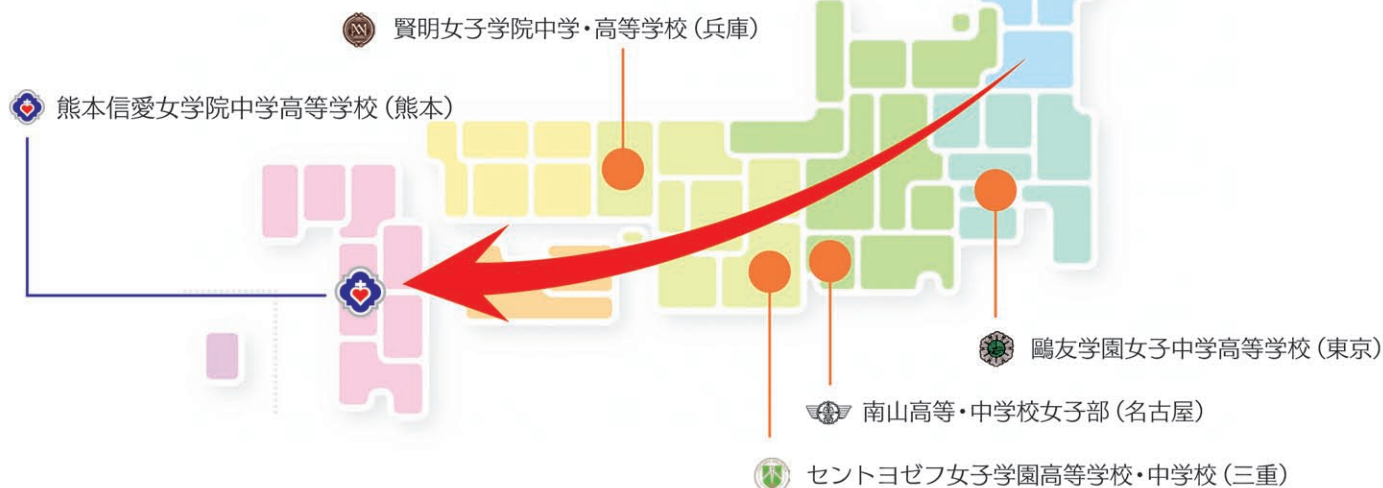 賢明女子学院中学・高等学校（兵庫）
熊本信愛女学院中学高等学校（熊本）
鷗友学園女子中学高等学校（東京）
南山高等・中学校女子部（名古屋）
セントヨゼフ女子学園高等学校・中学校（三重）